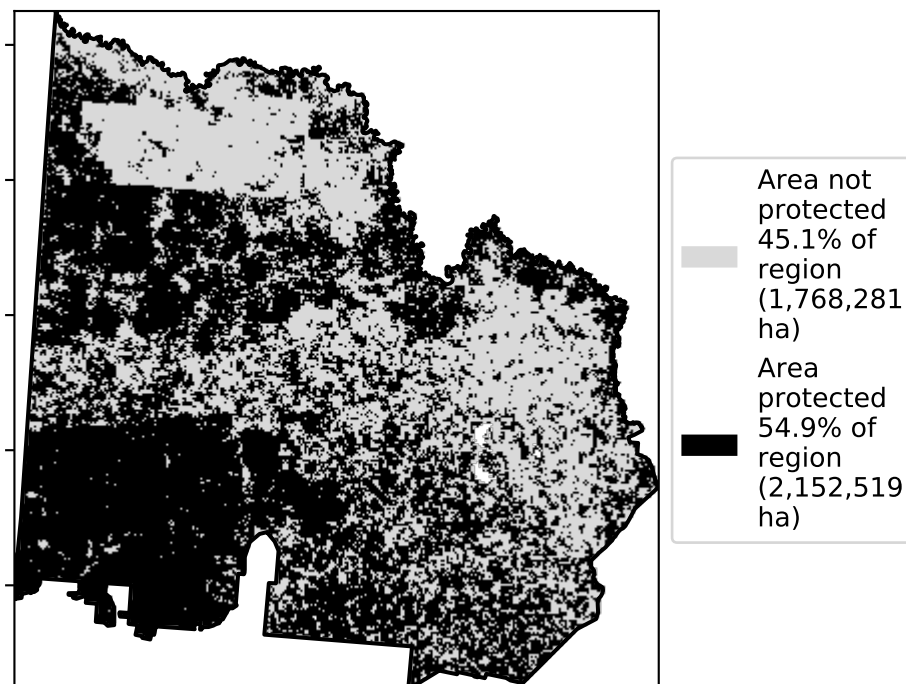 Area not
protected
45.1% of
region
(1,768,281
ha)
Area
protected
54.9% of
region
(2,152,519
ha)